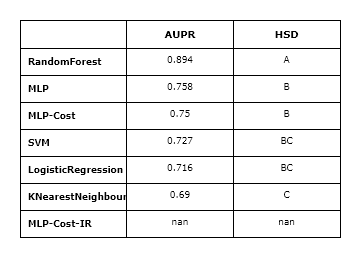 AUPR HSD
RandomForest 0.894 A
MLP 0.758 B
MLP-Cost 0.75 B
SVM 0.727 BC
LogisticRegression 0.716 BC
KNearestNeighbour 0.69 C
MLP-Cost-IR nan nan